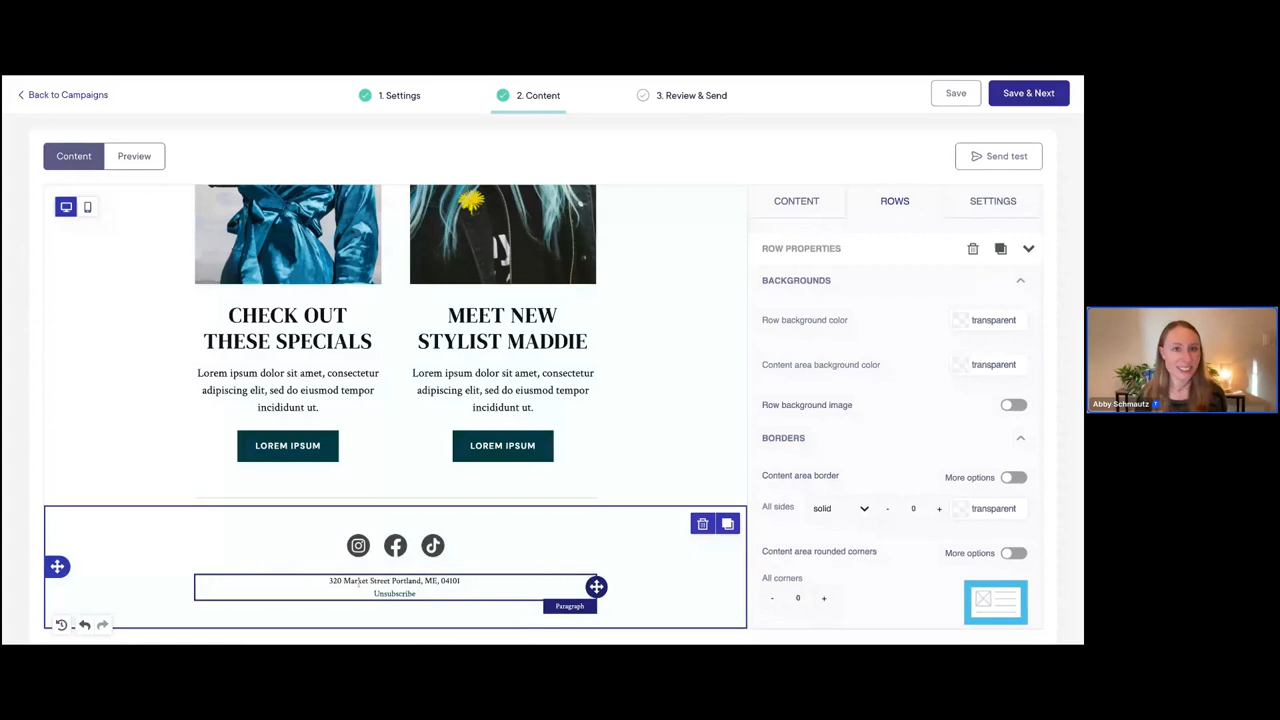 Back to Campaigns
1. Settings
2. Content
3. Review & Send
Save
Save & Next
Content
Preview
Send test
CONTENT
ROWS
SETTINGS
ROW PROPERTIES
BACKGROUNDS
Row background color
transparent
Content area background color
transparent
Row background image
BORDERS
Content area border
More options
All sides
solid
- 0 +
transparent
Content area rounded corners
More options
All corners
- 0 +
CHECK OUT
THESE SPECIALS
Lorem ipsum dolor sit amet, consectetur
adipiscing elit, sed do eiusmod tempor
incididunt ut.
LOREM IPSUM
MEET NEW
STYLIST MADDIE
Lorem ipsum dolor sit amet, consectetur
adipiscing elit, sed do eiusmod tempor
incididunt ut.
LOREM IPSUM
320 Market Street Portland, ME, 04101
Unsubscribe
Paragraph
Abby Schmautz